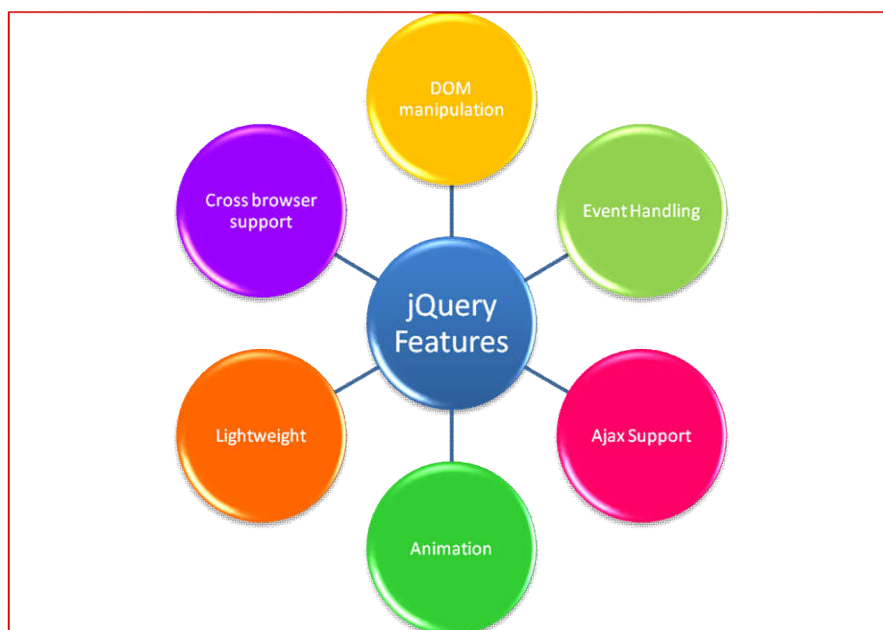 DOM
manipulation
Cross browser
support
Event Handling
jQuery
Features
Lightweight
Ajax Support
Animation